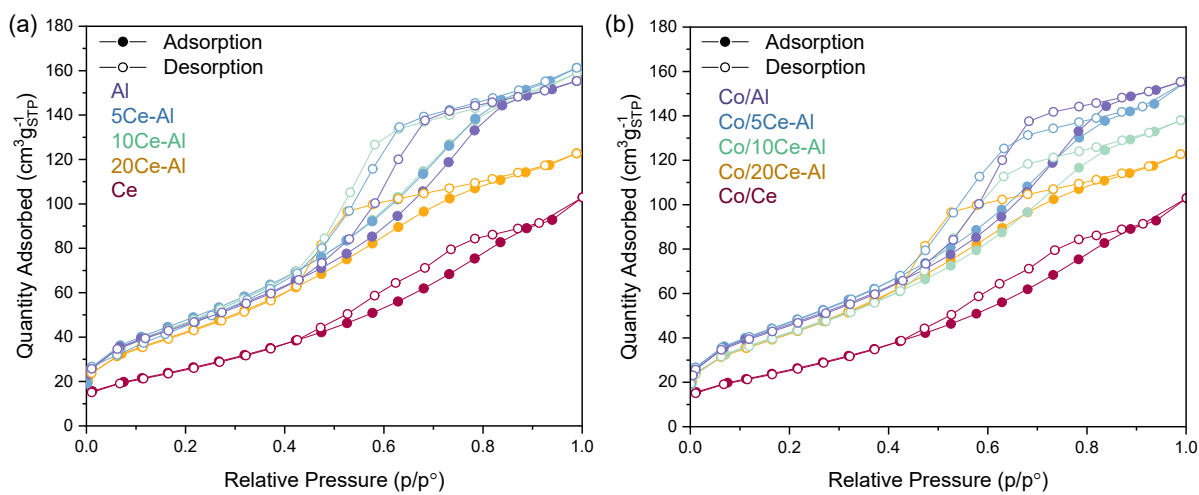 (a)
180
160
140
120
100
80
60
40
20
0
Quantity Adsorbed (cm³g⁻¹STP)
Adsorption
Desorption
Al
5Ce-Al
10Ce-Al
20Ce-Al
Ce
0.0 0.2 0.4 0.6 0.8 1.0
Relative Pressure (p/p°)
(b)
180
160
140
120
100
80
60
40
20
0
Quantity Adsorbed (cm³g⁻¹STP)
Adsorption
Desorption
Co/Al
Co/5Ce-Al
Co/10Ce-Al
Co/20Ce-Al
Co/Ce
0.0 0.2 0.4 0.6 0.8 1.0
Relative Pressure (p/p°)